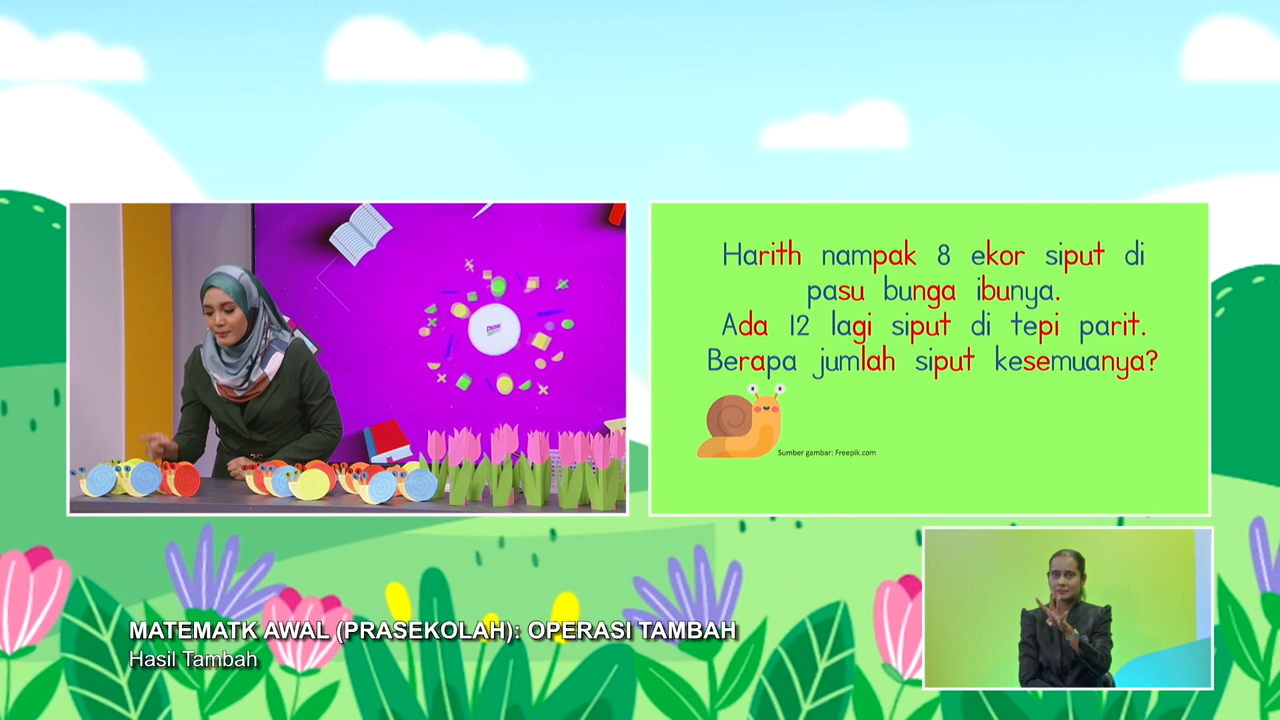 Harith nampak 8 ekor siput di
pasu bunga ibunya.
Ada 12 lagi siput di tepi parit.
Berapa jumlah siput kesemuanya?
Sumber gambar: Freepik.com
MATEMATK AWAL (PRASEKOLAH): OPERASI TAMBAH
Hasil Tambah